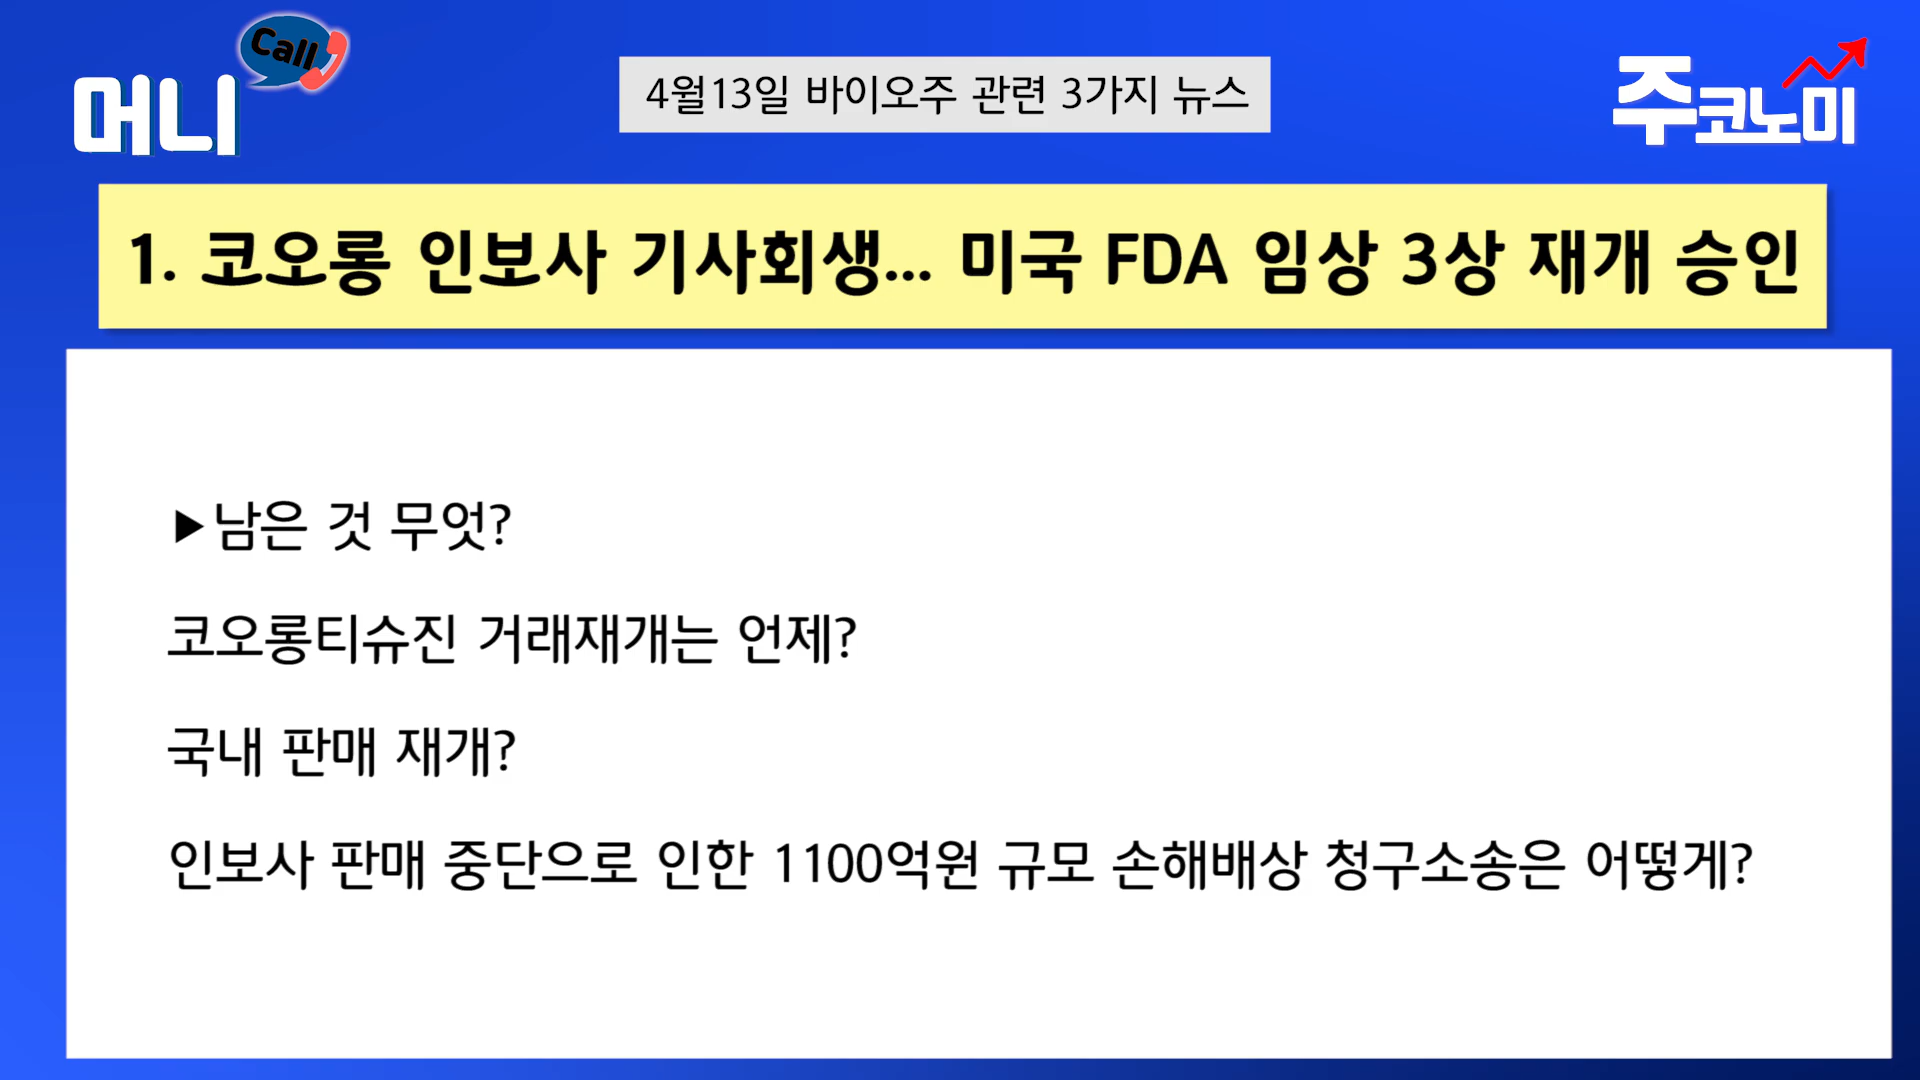 머니
Call
4월13일 바이오주 관련 3가지 뉴스
주코노미
1. 코오롱 인보사 기사회생... 미국 FDA 임상 3상 재개 승인
▶남은 것 무엇?
코오롱티슈진 거래재개는 언제?
국내 판매 재개?
인보사 판매 중단으로 인한 1100억원 규모 손해배상 청구소송은 어떻게?